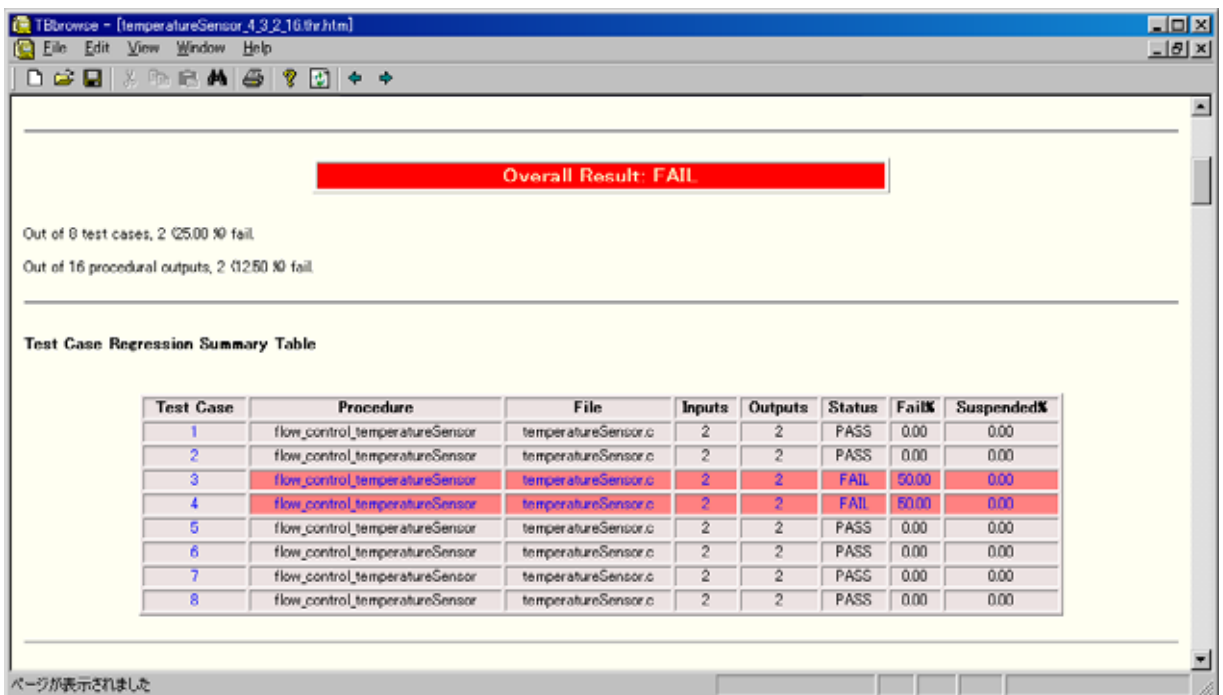 TBbrowse - [temperatureSensor_4_3_2_16.thr.htm]
File Edit View Window Help
Overall Result: FAIL
Out of 8 test cases, 2 (25.00 %) fail.
Out of 16 procedural outputs, 2 (12.50 %) fail.
Test Case Regression Summary Table
Test Case Procedure File Inputs Outputs Status Fail% Suspended%
1 flow_control_temperatureSensor temperatureSensor.c 2 2 PASS 0.00 0.00
2 flow_control_temperatureSensor temperatureSensor.c 2 2 PASS 0.00 0.00
3 flow_control_temperatureSensor temperatureSensor.c 2 2 FAIL 50.00 0.00
4 flow_control_temperatureSensor temperatureSensor.c 2 2 FAIL 50.00 0.00
5 flow_control_temperatureSensor temperatureSensor.c 2 2 PASS 0.00 0.00
6 flow_control_temperatureSensor temperatureSensor.c 2 2 PASS 0.00 0.00
7 flow_control_temperatureSensor temperatureSensor.c 2 2 PASS 0.00 0.00
8 flow_control_temperatureSensor temperatureSensor.c 2 2 PASS 0.00 0.00
ページが表示されました